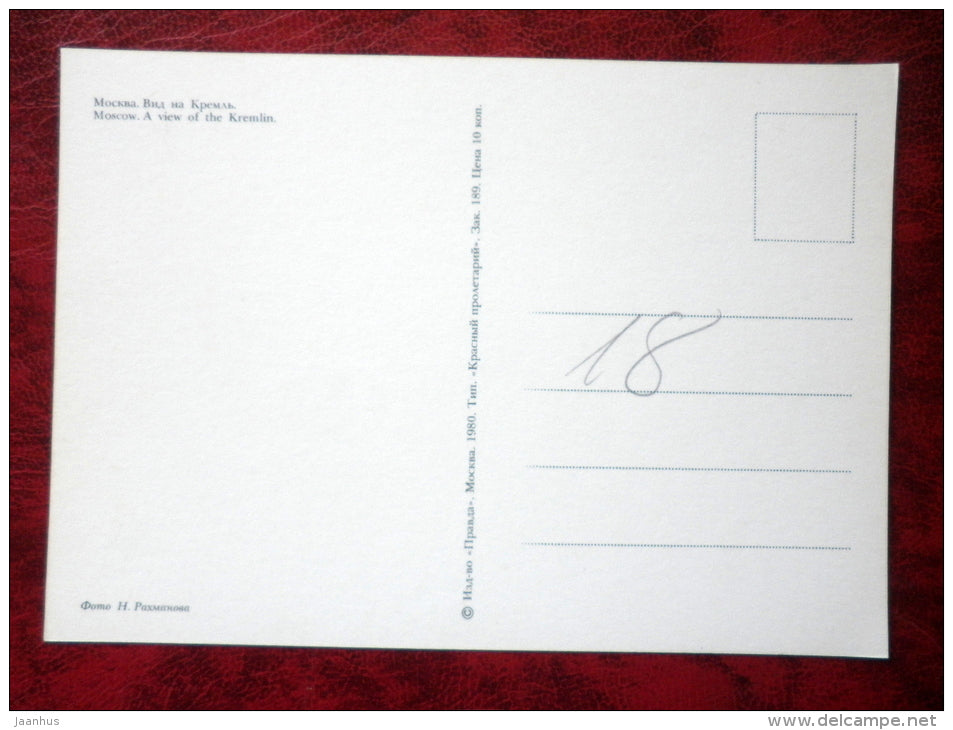 Москва. Вид на Кремль.
Moscow. A view of the Kremlin.
© Изд-во «Правда». Москва. 1980. Тип. «Красный пролетарий». Зак. 189. Цена 10 коп.
18
Фото Н. Рахманова
jaanhus
www.delcampe.net